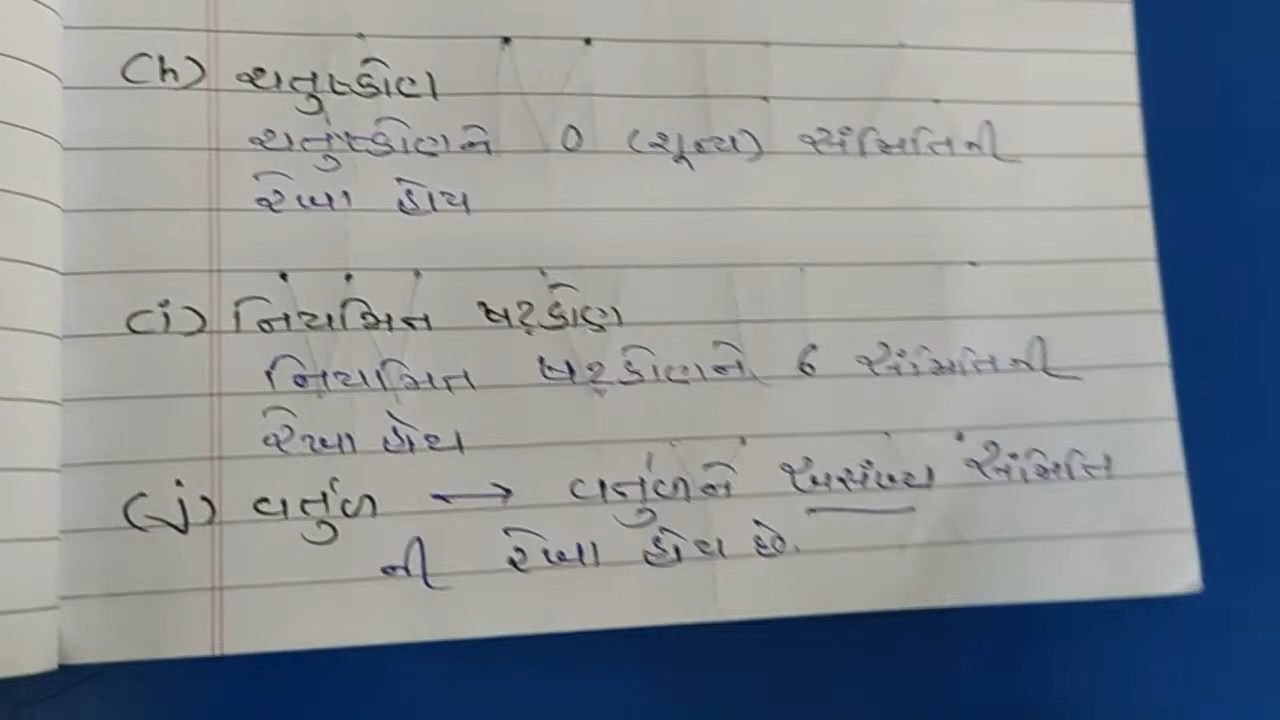 (h) ચતુષ્કોણ
ચતુષ્કોણને 0 (શૂન્ય) સંમિતિની
રેખા હોય
(i) નિયમિત ષટ્કોણ
નિયમિત ષટ્કોણને 6 સંમિતિની
રેખા હોય
(j) વર્તુળ → વર્તુળને અસંખ્ય સંમિતિ
ની રેખા હોય છે.